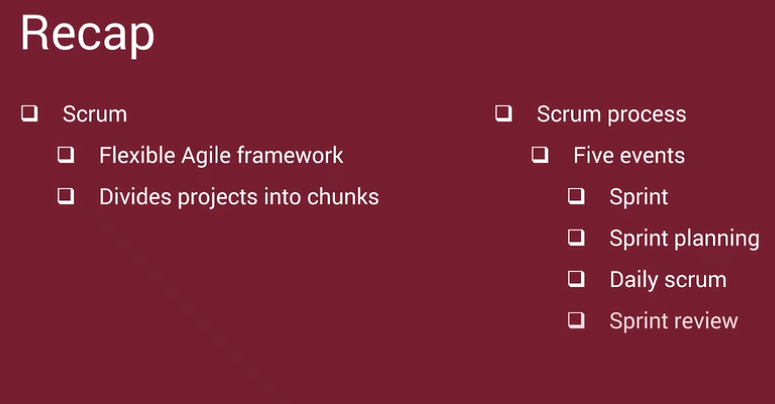 Recap
Scrum
Flexible Agile framework
Divides projects into chunks
Scrum process
Five events
Sprint
Sprint planning
Daily scrum
Sprint review